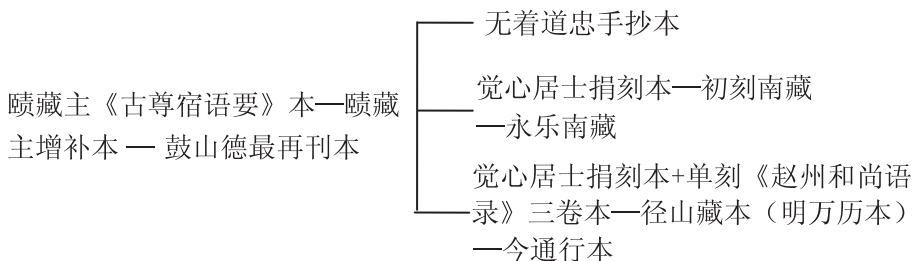 赜藏主《古尊宿语要》本—赜藏
主增补本 — 鼓山德最再刊本
无着道忠手抄本
觉心居士捐刻本—初刻南藏
—永乐南藏
觉心居士捐刻本+单刻《赵州和尚语
录》三卷本—径山藏本（明万历本）
—今通行本